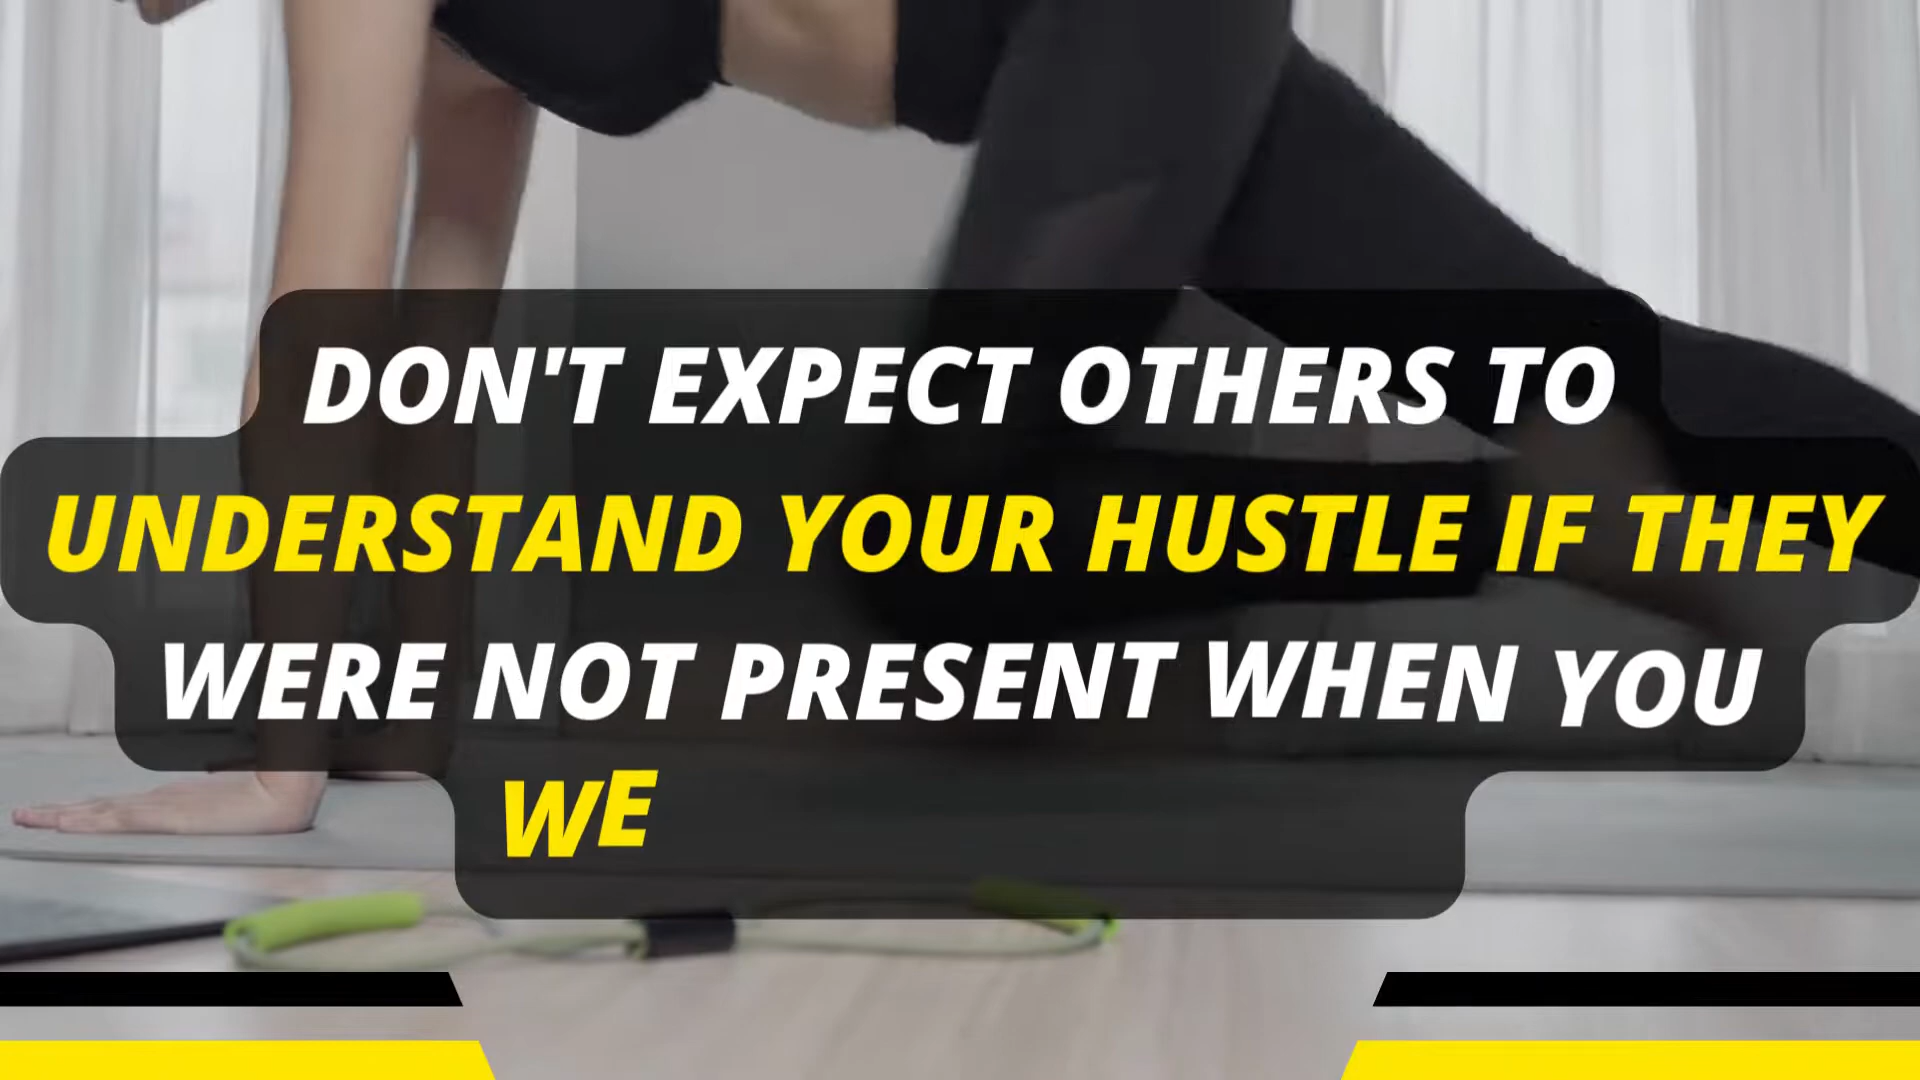 DON'T EXPECT OTHERS TO
UNDERSTAND YOUR HUSTLE IF THEY
WERE NOT PRESENT WHEN YOU
WE